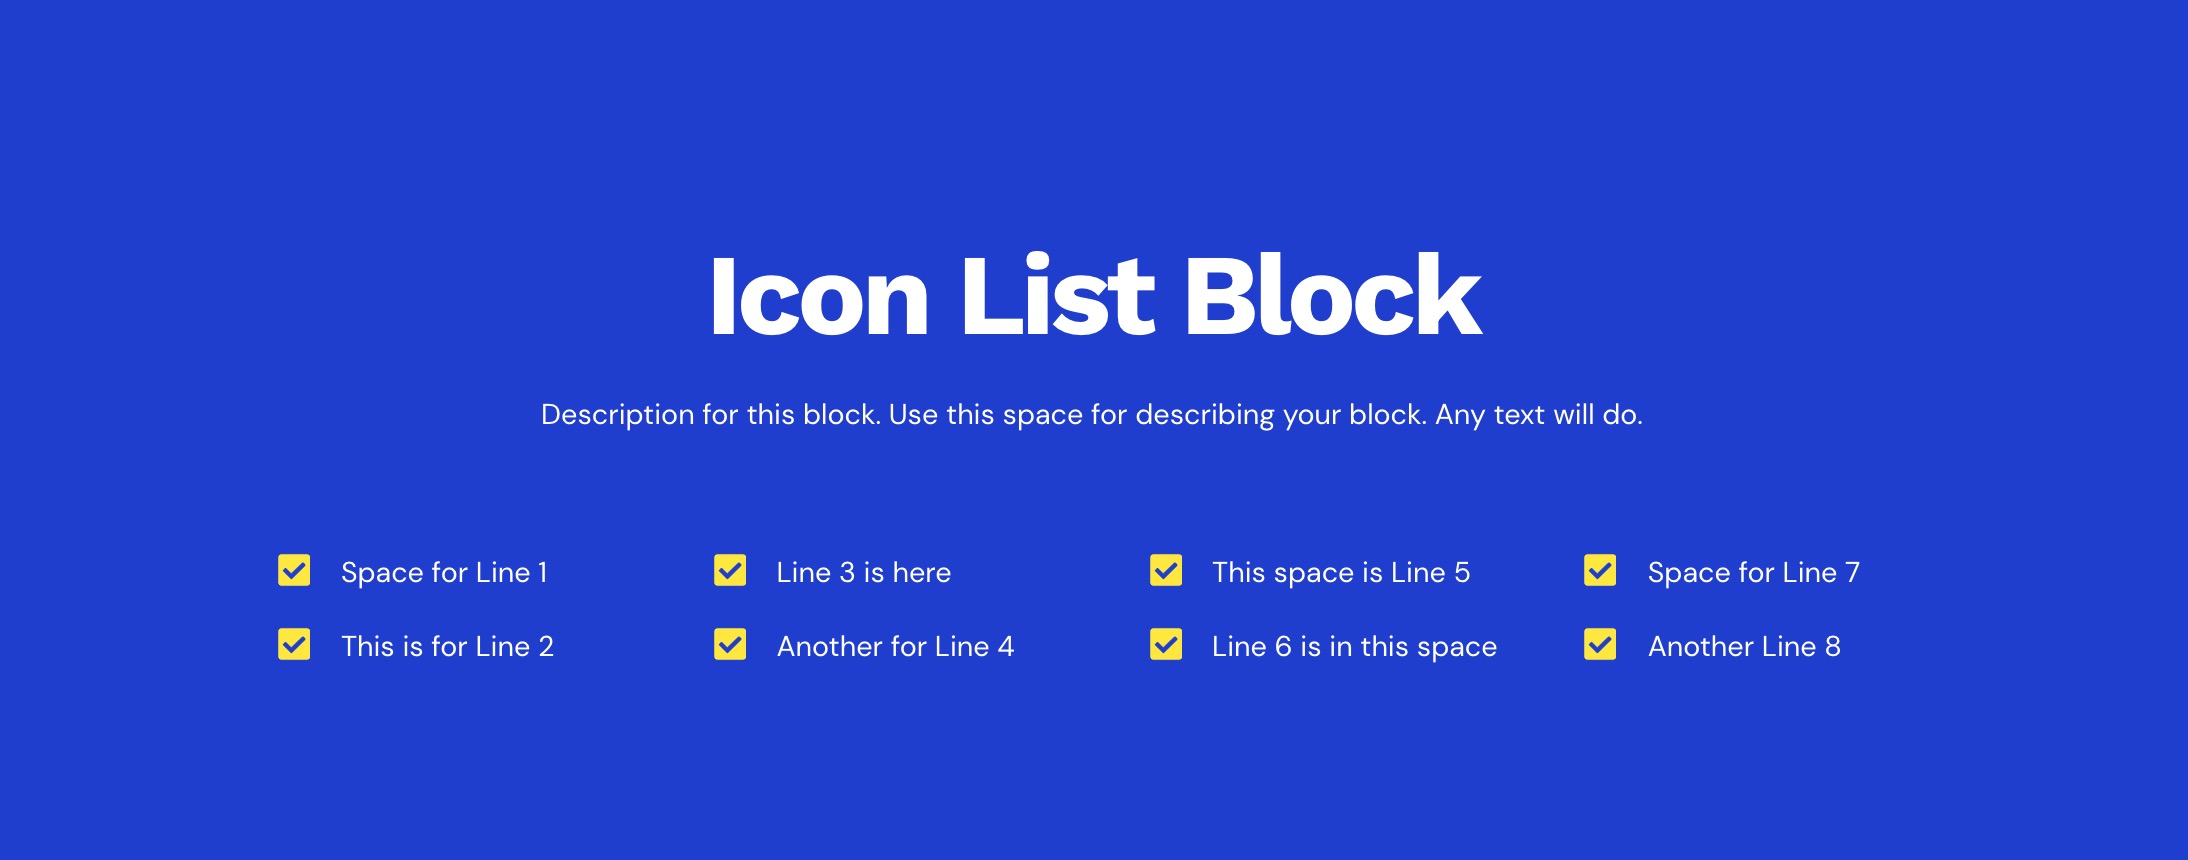 Icon List Block
Description for this block. Use this space for describing your block. Any text will do.
Space for Line 1
This is for Line 2
Line 3 is here
Another for Line 4
This space is Line 5
Line 6 is in this space
Space for Line 7
Another Line 8